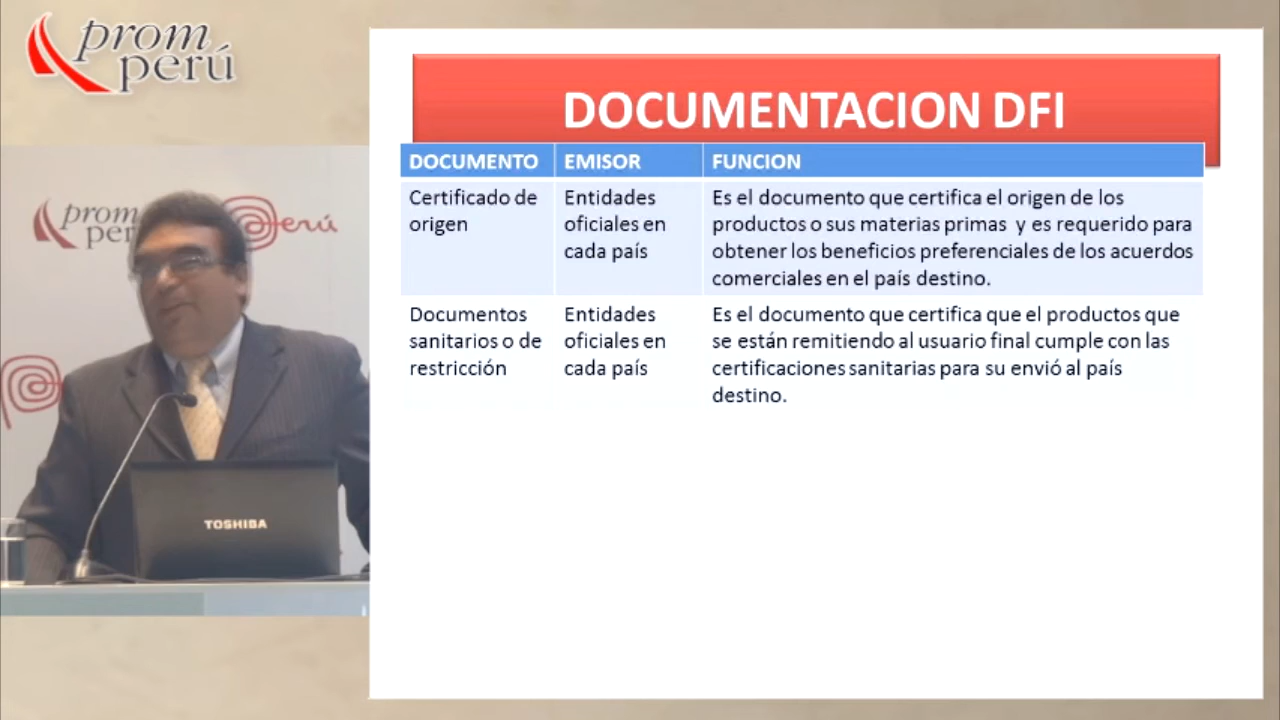 prom
perú
prom
per
Perú
TOSHIBA
DOCUMENTACION DFI
DOCUMENTO EMISOR FUNCION
Certificado de
origen
Entidades
oficiales en
cada país
Es el documento que certifica el origen de los
productos o sus materias primas y es requerido para
obtener los beneficios preferenciales de los acuerdos
comerciales en el país destino.
Documentos
sanitarios o de
restricción
Entidades
oficiales en
cada país
Es el documento que certifica que el productos que
se están remitiendo al usuario final cumple con las
certificaciones sanitarias para su envió al país
destino.